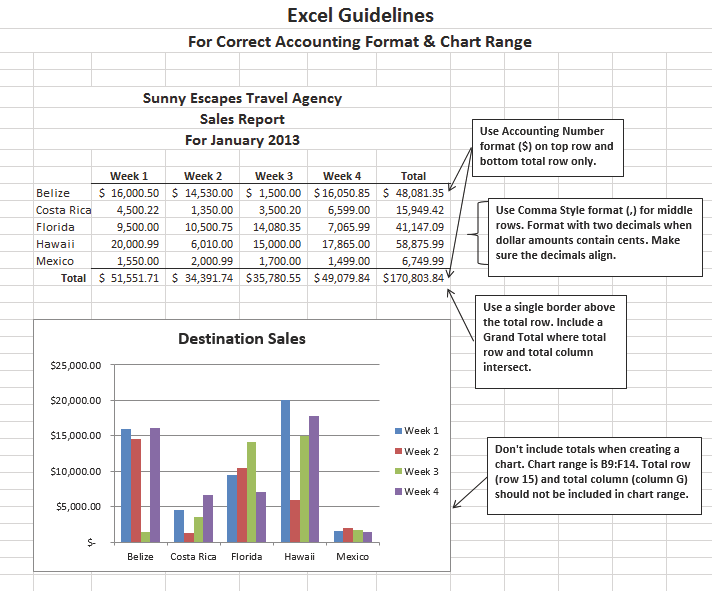 Excel Guidelines
For Correct Accounting Format & Chart Range
Sunny Escapes Travel Agency
Sales Report
For January 2013
Week 1 Week 2 Week 3 Week 4 Total
Belize $ 16,000.50 $ 14,530.00 $ 1,500.00 $ 16,050.85 $ 48,081.35
Costa Rica 4,500.22 1,350.00 3,500.20 6,599.00 15,949.42
Florida 9,500.00 10,500.75 14,080.35 7,065.99 41,147.09
Hawaii 20,000.99 6,010.00 15,000.00 17,865.00 58,875.99
Mexico 1,550.00 2,000.99 1,700.00 1,499.00 6,749.99
Total $ 51,551.71 $ 34,391.74 $35,780.55 $ 49,079.84 $170,803.84
Use Accounting Number
format ($) on top row and
bottom total row only.
Use Comma Style format (,) for middle
rows. Format with two decimals when
dollar amounts contain cents. Make
sure the decimals align.
Use a single border above
the total row. Include a
Grand Total where total
row and total column
intersect.
Destination Sales
$25,000.00
$20,000.00
$15,000.00
$10,000.00
$5,000.00
$-
Belize Costa Rica Florida Hawaii Mexico
Week 1
Week 2
Week 3
Week 4
Don't include totals when creating a
chart. Chart range is B9:F14. Total row
(row 15) and total column (column G)
should not be included in chart range.